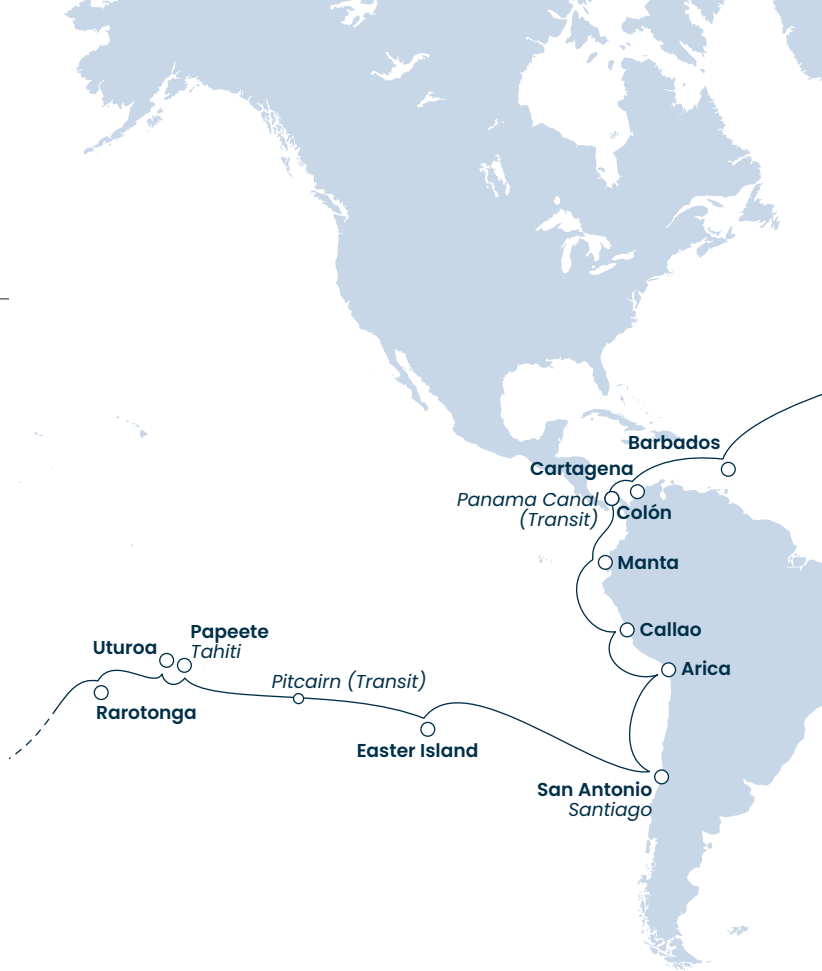 Barbados
Cartagena
Panama Canal
(Transit)
Colón
Manta
Callao
Papeete
Tahiti
Uturoa
Arica
Pitcairn (Transit)
Rarotonga
Easter Island
San Antonio
Santiago